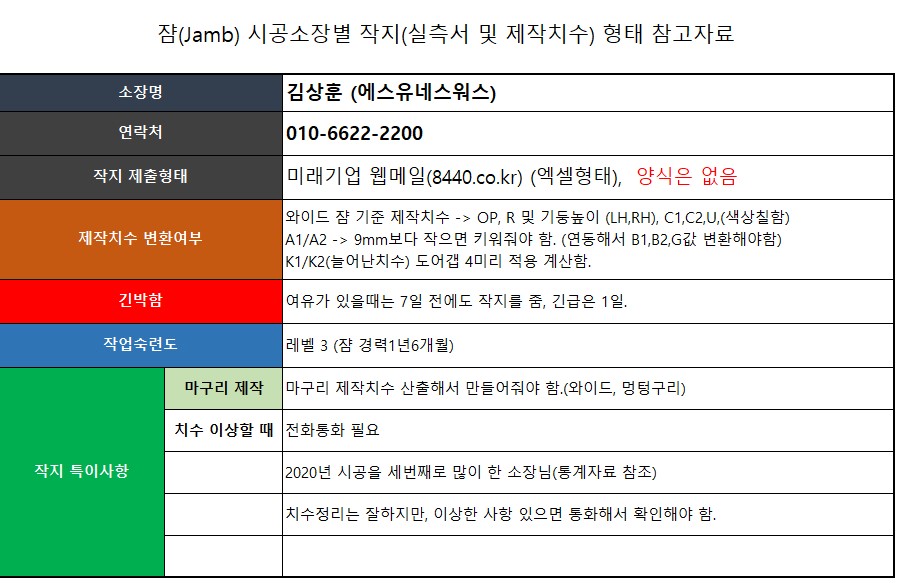 쟘(Jamb) 시공소장별 작지(실측서 및 제작치수) 형태 참고자료
소장명 김상훈 (에스유네스웍스)
연락처 010-6622-2200
작지 제출형태 미래기업 웹메일(8440.co.kr) (엑셀형태), 양식은 없음
제작치수 변환여부
와이드 쟘 기준 제작치수 -> OP, R 및 기둥높이 (LH,RH), C1,C2,U,(색상칠함)
A1/A2 -> 9mm보다 작으면 키워줘야 함. (연동해서 B1,B2,G값 변환해야함)
K1/K2(늘어난치수) 도어갭 4미리 적용 계산함.
긴박함 여유가 있을때는 7일 전에도 작지를 줌, 긴급은 1일.
작업숙련도 레벨 3 (쟘 경력1년6개월)
작지 특이사항
마구리 제작 마구리 제작치수 산출해서 만들어줘야 함.(와이드, 멍텅구리)
치수 이상할 때 전화통화 필요
2020년 시공을 세번째로 많이 한 소장님(통계자료 참조)
치수정리는 잘하지만, 이상한 사항 있으면 통화해서 확인해야 함.